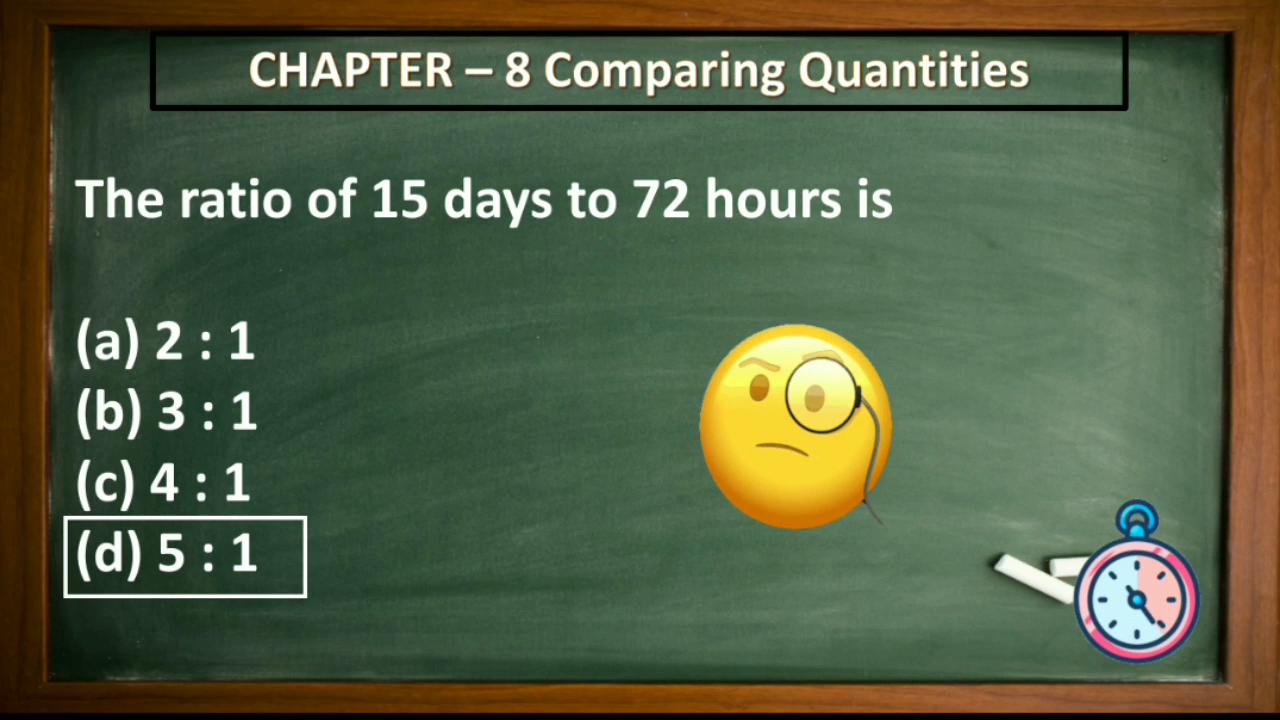 CHAPTER – 8 Comparing Quantities
The ratio of 15 days to 72 hours is
(a) 2 : 1
(b) 3 : 1
(c) 4 : 1
(d) 5 : 1